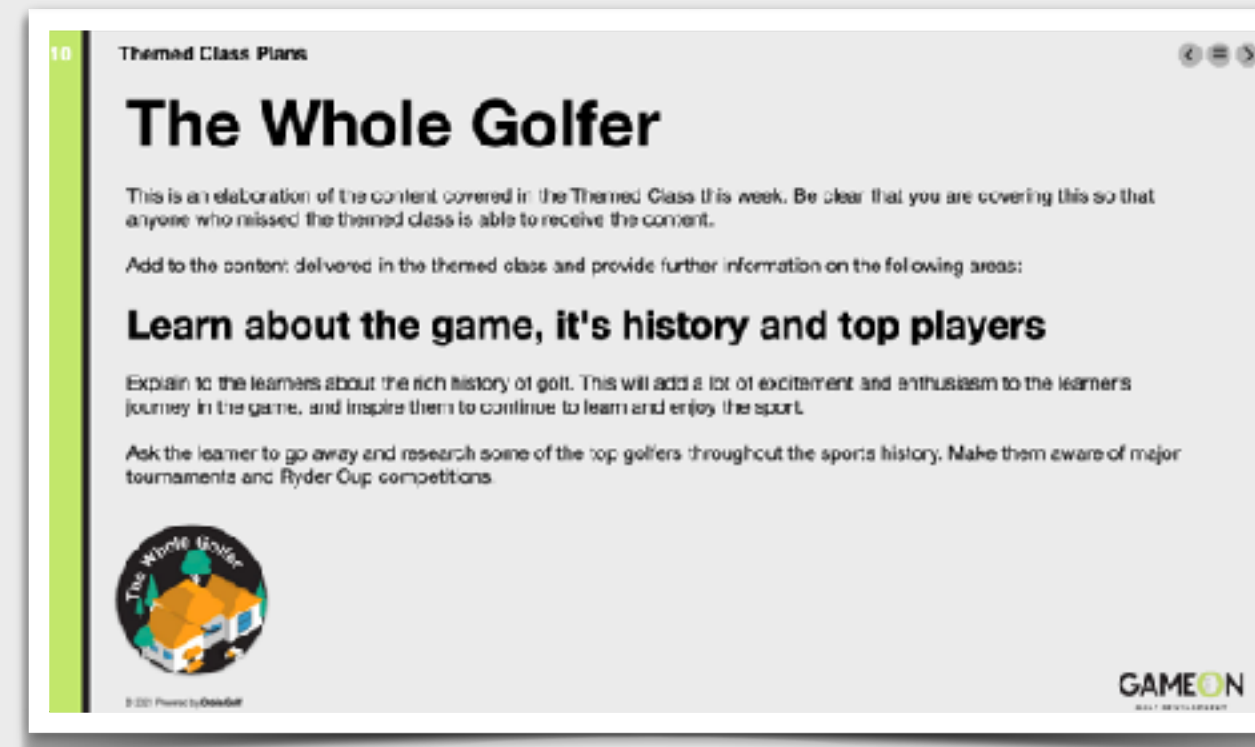 10
Themed Class Plans
The Whole Golfer
This is an elaboration of the content covered in the Themed Class this week. Be clear that you are covering this so that
anyone who missed the themed class is able to receive the content.
Add to the content delivered in the themed class and provide further information on the following areas:
Learn about the game, it's history and top players
Explain to the learners about the rich history of golf. This will add a lot of excitement and enthusiasm to the learner's
journey in the game, and inspire them to continue to learn and enjoy the sport.
Ask the learner to go away and research some of the top golfers throughout the sports history. Make them aware of major
tournaments and Ryder Cup competitions.
The Whole Golfer
© 2021 Powered by
GAMEON
GOLF DEVELOPMENT